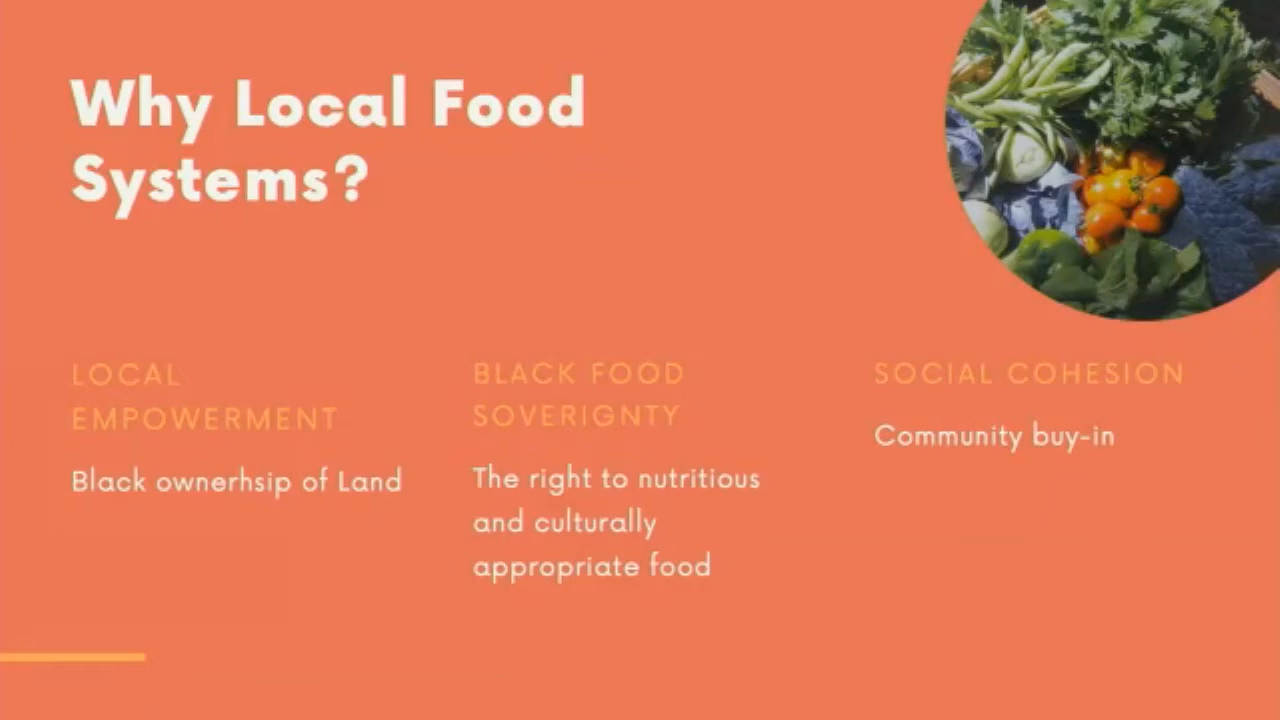 Why Local Food
Systems?
LOCAL
EMPOWERMENT
Black ownerhsip of Land
BLACK FOOD
SOVERIGNTY
The right to nutritious
and culturally
appropriate food
SOCIAL COHESION
Community buy-in